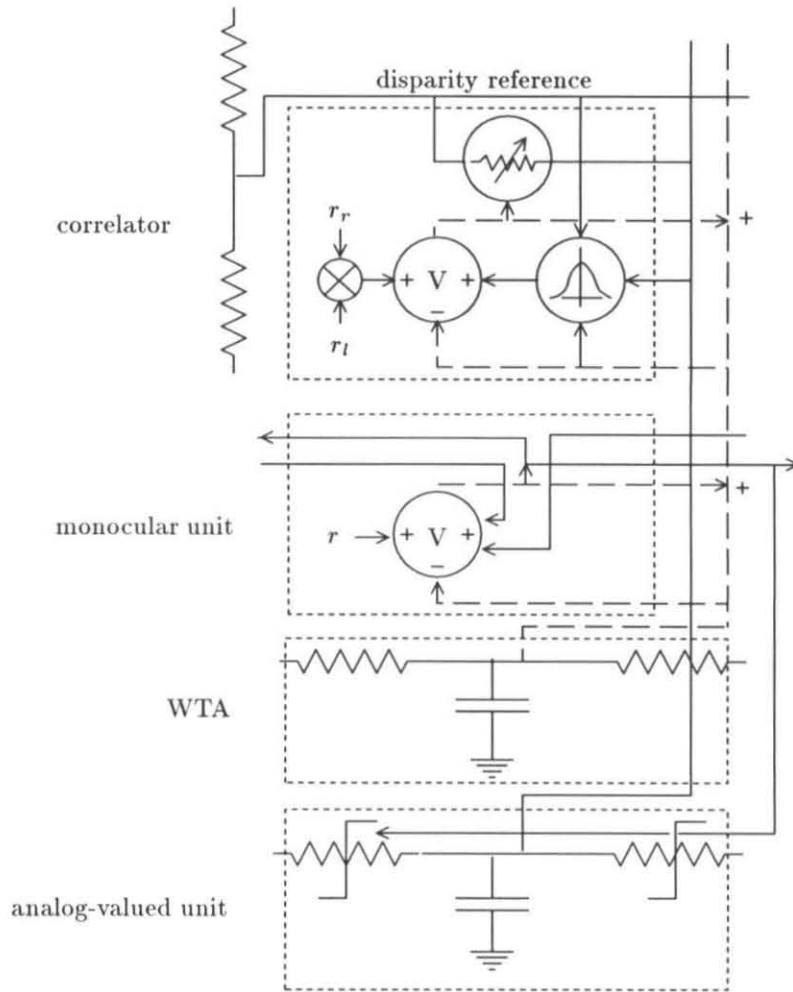 disparity reference
correlator
r_r
+
+ V +
−
r_l
monocular unit
+
r
+ V +
−
WTA
analog-valued unit